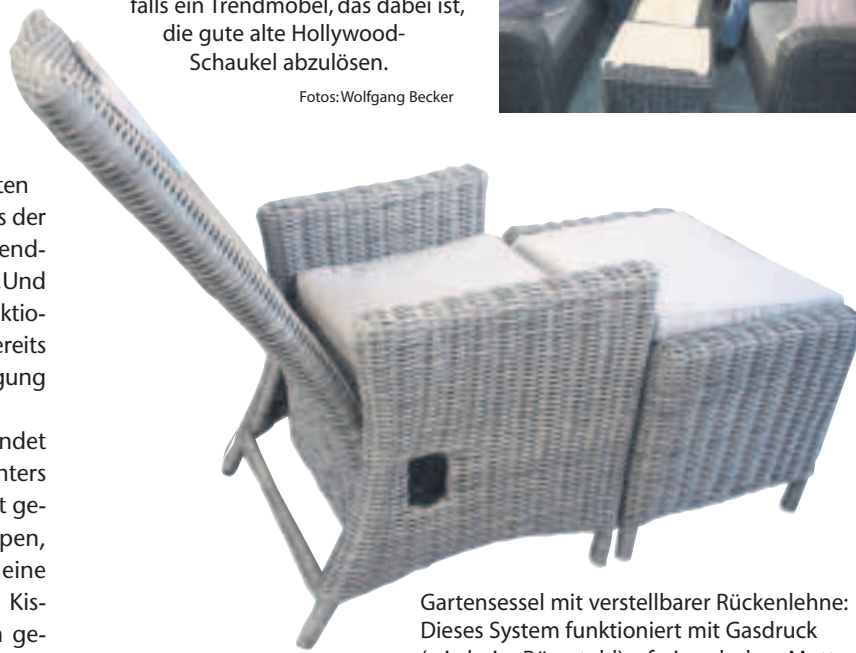 falls ein Trendmöbel, das dabei ist,
die gute alte Hollywood-
Schaukel abzulösen.
Fotos: Wolfgang Becker
ten
s der
end-
Und
ktio-
ereits
gung
ndet
nters
t ge-
pen,
eine
Kis-
ge-
Gartensessel mit verstellbarer Rückenlehne:
Dieses System funktioniert mit Gasdruck